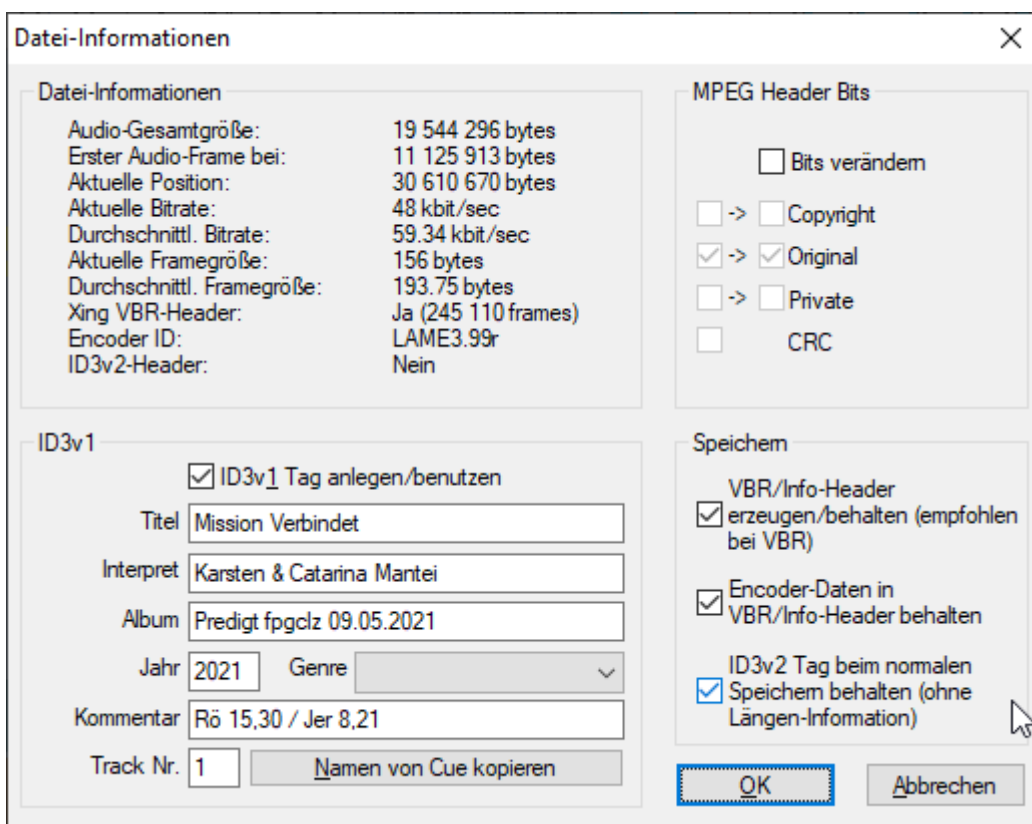 Datei-Informationen
Datei-Informationen
Audio-Gesamtgröße: 19 544 296 bytes
Erster Audio-Frame bei: 11 125 913 bytes
Aktuelle Position: 30 610 670 bytes
Aktuelle Bitrate: 48 kbit/sec
Durchschnittl. Bitrate: 59.34 kbit/sec
Aktuelle Framegröße: 156 bytes
Durchschnittl. Framegröße: 193.75 bytes
Xing VBR-Header: Ja (245 110 frames)
Encoder ID: LAME3.99r
ID3v2-Header: Nein
MPEG Header Bits
Bits verändern
-> Copyright
-> Original
-> Private
CRC
ID3v1
ID3v1 Tag anlegen/benutzen
Titel Mission Verbindet
Interpret Karsten & Catarina Mantei
Album Predigt fpgclz 09.05.2021
Jahr 2021 Genre
Kommentar Rö 15,30 / Jer 8,21
Track Nr. 1 Namen von Cue kopieren
Speichern
VBR/Info-Header
erzeugen/behalten (empfohlen
bei VBR)
Encoder-Daten in
VBR/Info-Header behalten
ID3v2 Tag beim normalen
Speichern behalten (ohne
Längen-Information)
OK Abbrechen